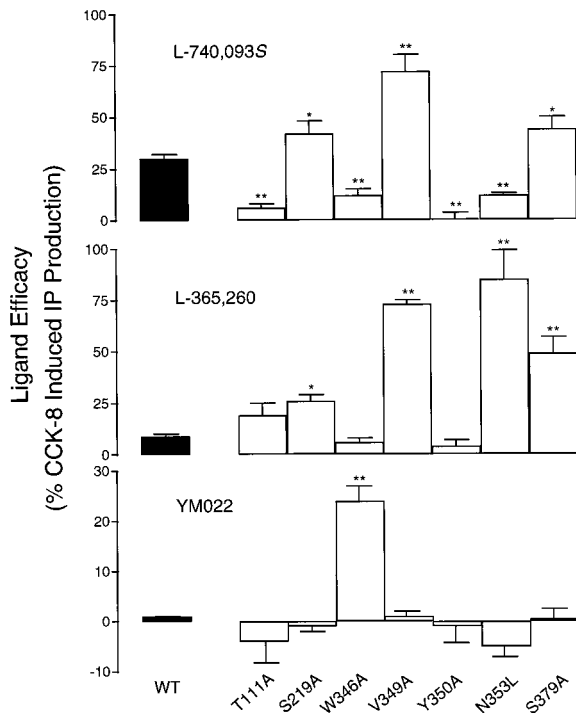 Ligand Efficacy
(% CCK-8 Induced IP Production)
100
75
50
25
0
L-740,093S
**
*
**
**
**
**
*
100
75
50
25
0
L-365,260
*
**
**
**
30
20
10
0
-10
YM022
**
WT
T111A
S219A
W346A
V349A
Y350A
N353L
S379A